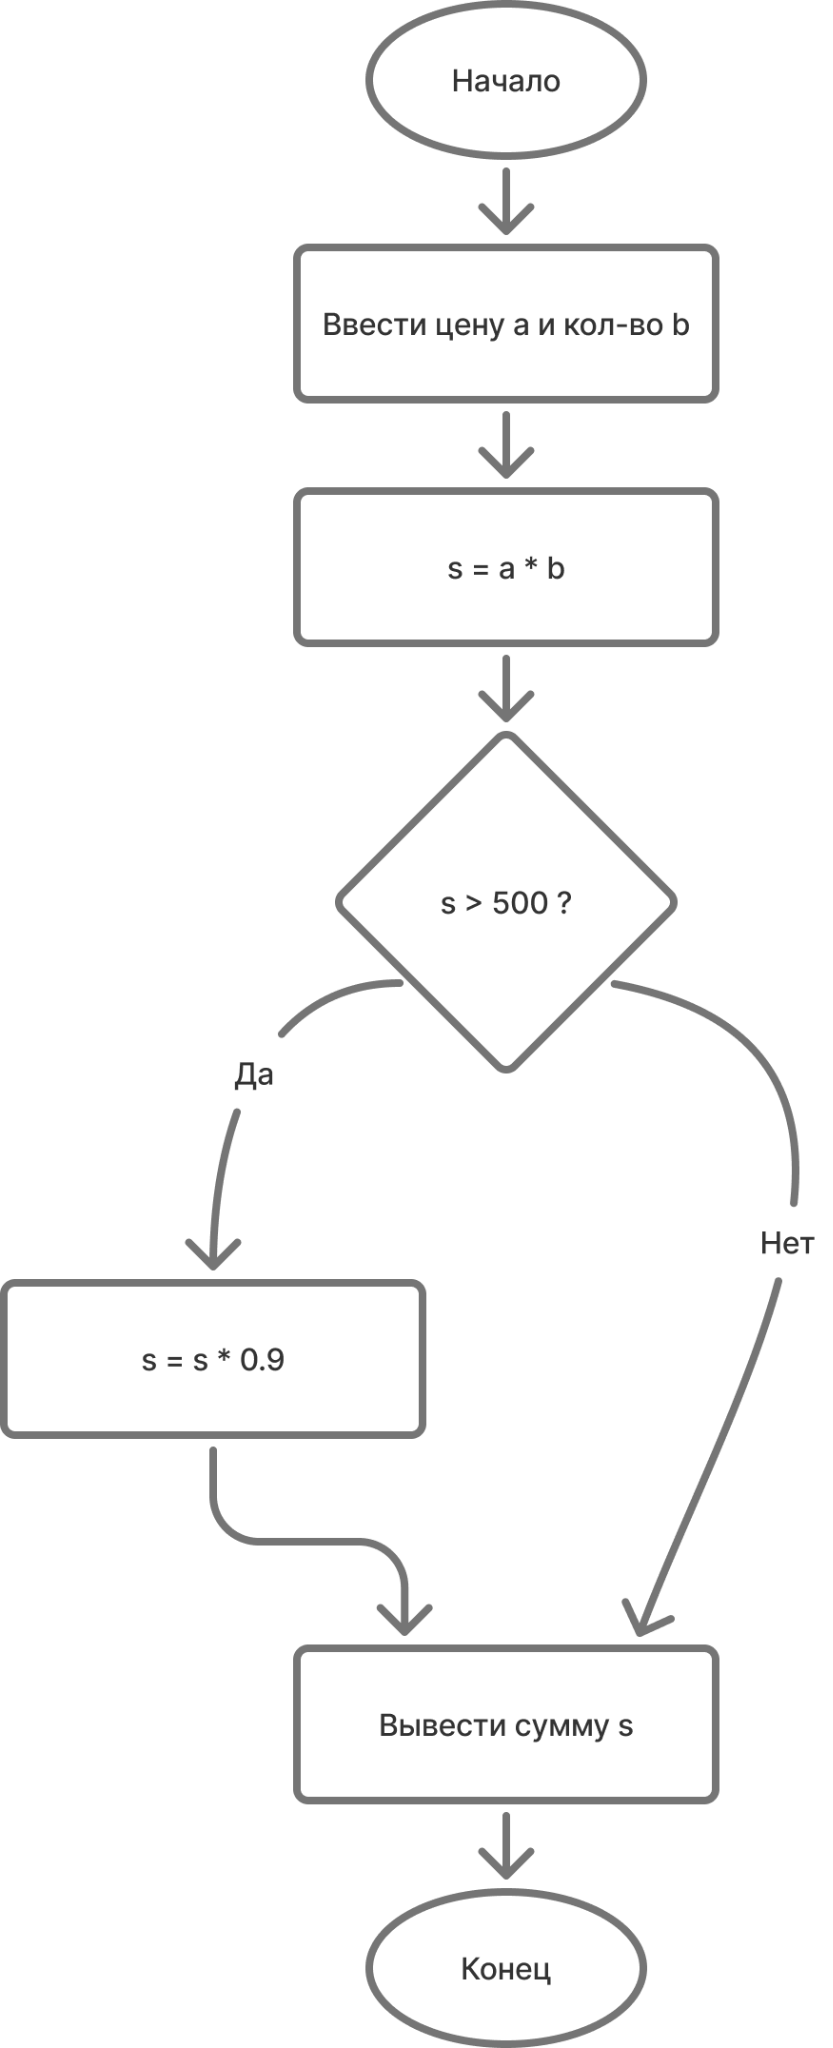 Начало
Ввести цену a и кол-во b
s = a * b
s > 500 ?
Да
Нет
s = s * 0.9
Вывести сумму s
Конец